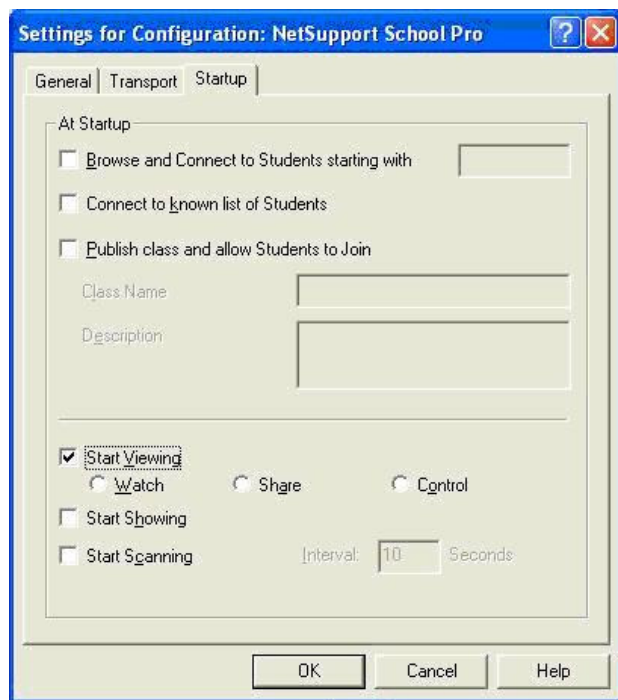 Settings for Configuration: NetSupport School Pro
General Transport Startup
At Startup
Browse and Connect to Students starting with
Connect to known list of Students
Publish class and allow Students to Join
Class Name
Description
Start Viewing
Watch Share Control
Start Showing
Start Scanning Interval: 10 Seconds
OK Cancel Help